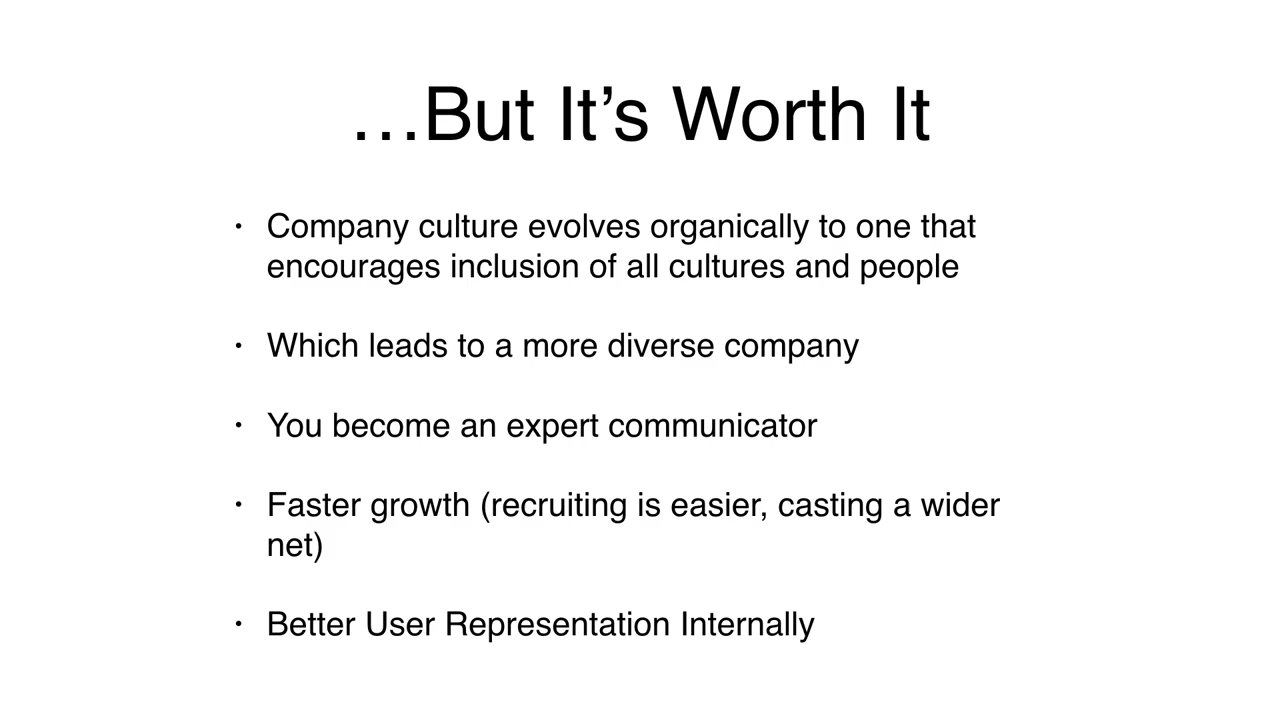 …But It’s Worth It
• Company culture evolves organically to one that
encourages inclusion of all cultures and people
• Which leads to a more diverse company
• You become an expert communicator
• Faster growth (recruiting is easier, casting a wider
net)
• Better User Representation Internally